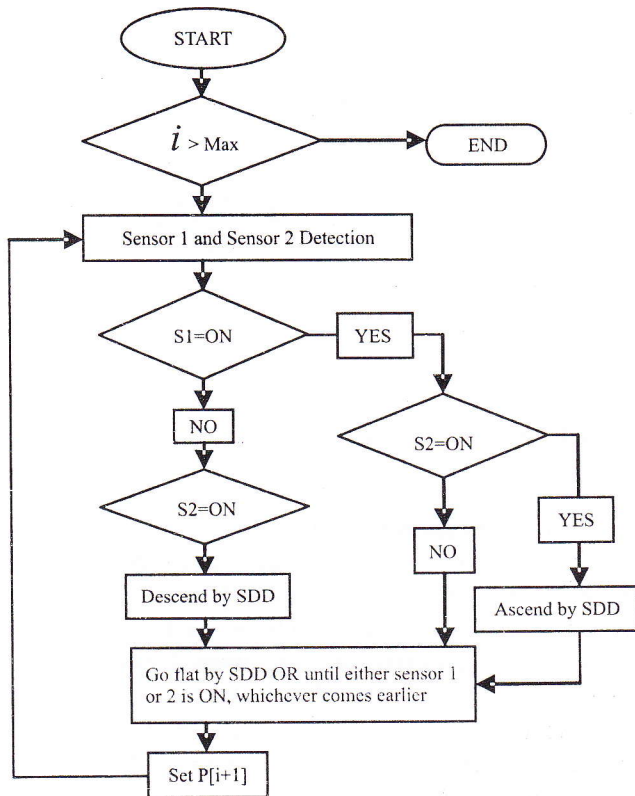 START
i > Max
END
Sensor 1 and Sensor 2 Detection
S1=ON
YES
NO
S2=ON
S2=ON
YES
NO
Descend by SDD
Ascend by SDD
Go flat by SDD OR until either sensor 1
or 2 is ON, whichever comes earlier
Set P[i+1]